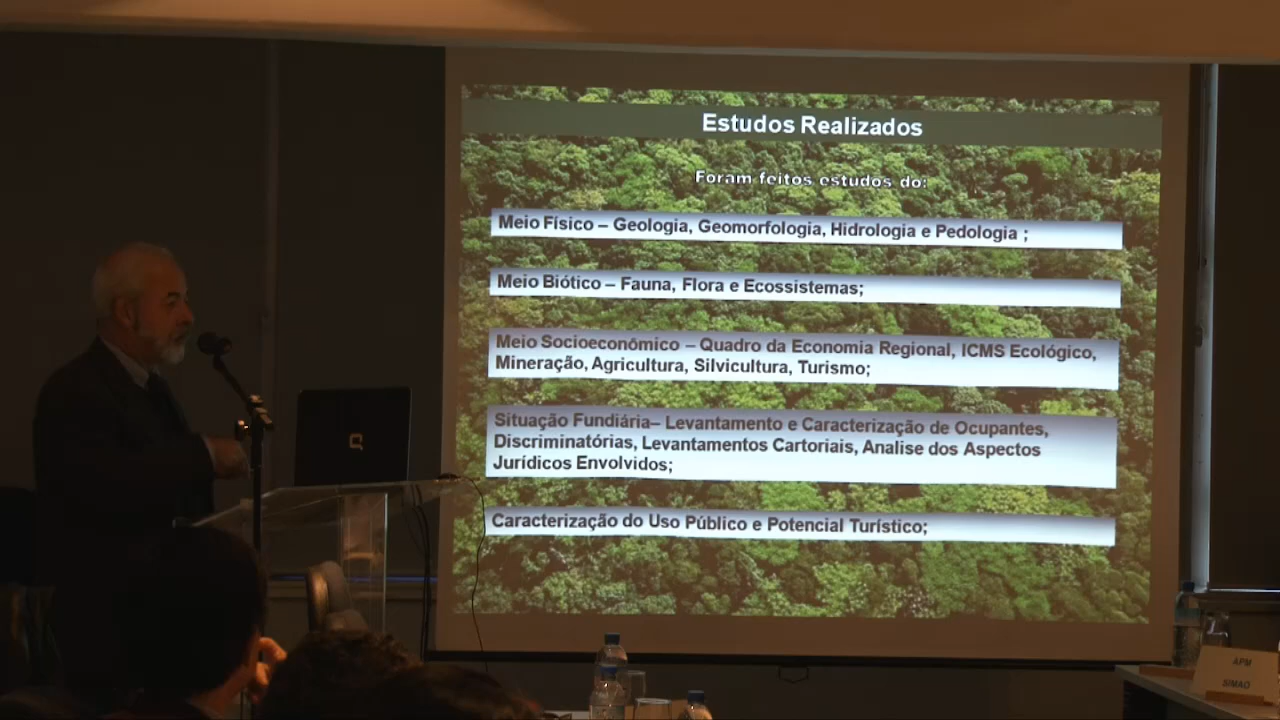 Estudos Realizados
Foram feitos estudos do:
Meio Físico – Geologia, Geomorfologia, Hidrologia e Pedologia ;
Meio Biótico – Fauna, Flora e Ecossistemas;
Meio Socioeconômico – Quadro da Economia Regional, ICMS Ecológico,
Mineração, Agricultura, Silvicultura, Turismo;
Situação Fundiária– Levantamento e Caracterização de Ocupantes,
Discriminatórias, Levantamentos Cartoriais, Analise dos Aspectos
Jurídicos Envolvidos;
Caracterização do Uso Público e Potencial Turístico;
APM
SIMAO